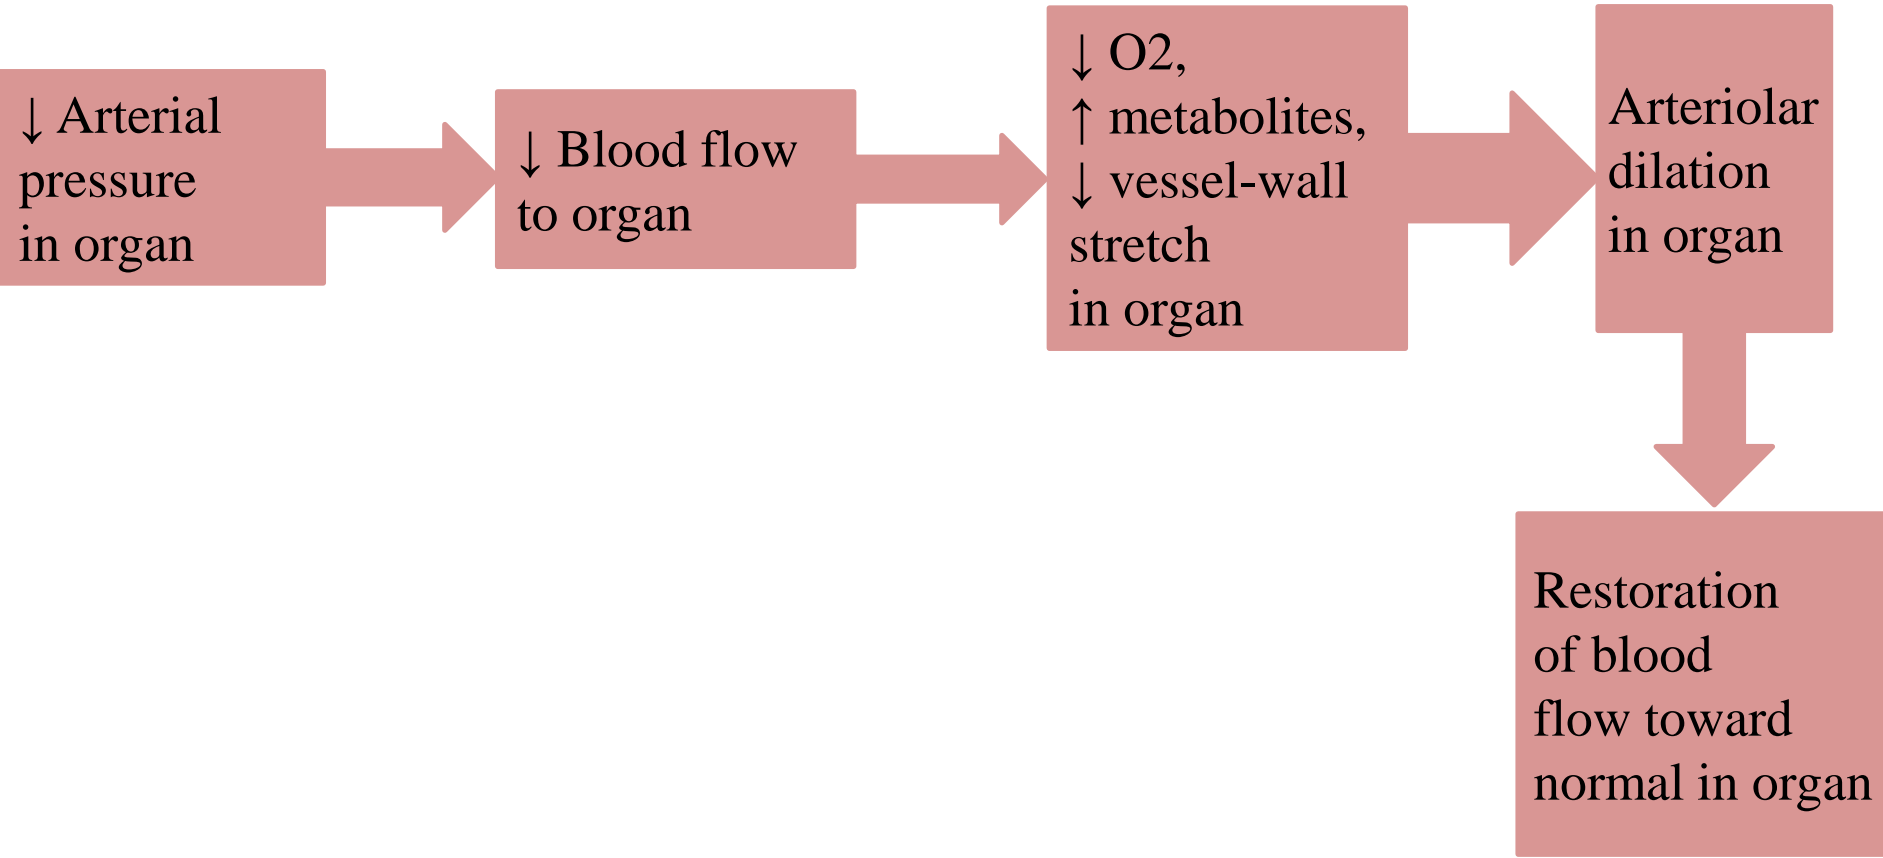 ↓ Arterial
pressure
in organ
↓ Blood flow
to organ
↓ O2,
↑ metabolites,
↓ vessel-wall
stretch
in organ
Arteriolar
dilation
in organ
Restoration
of blood
flow toward
normal in organ